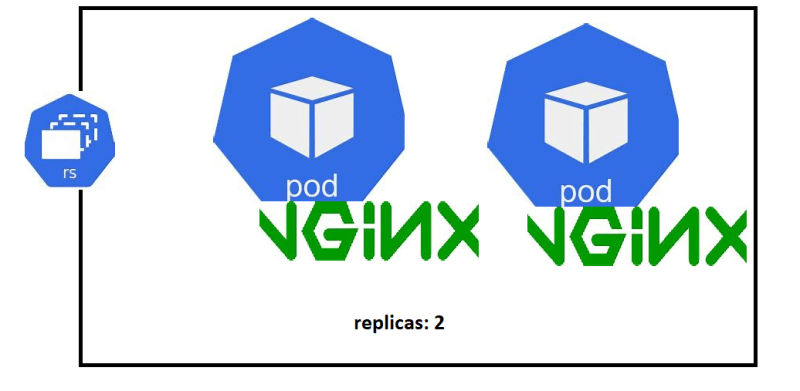 rs
pod
pod
NGiNX
NGiNX
replicas: 2